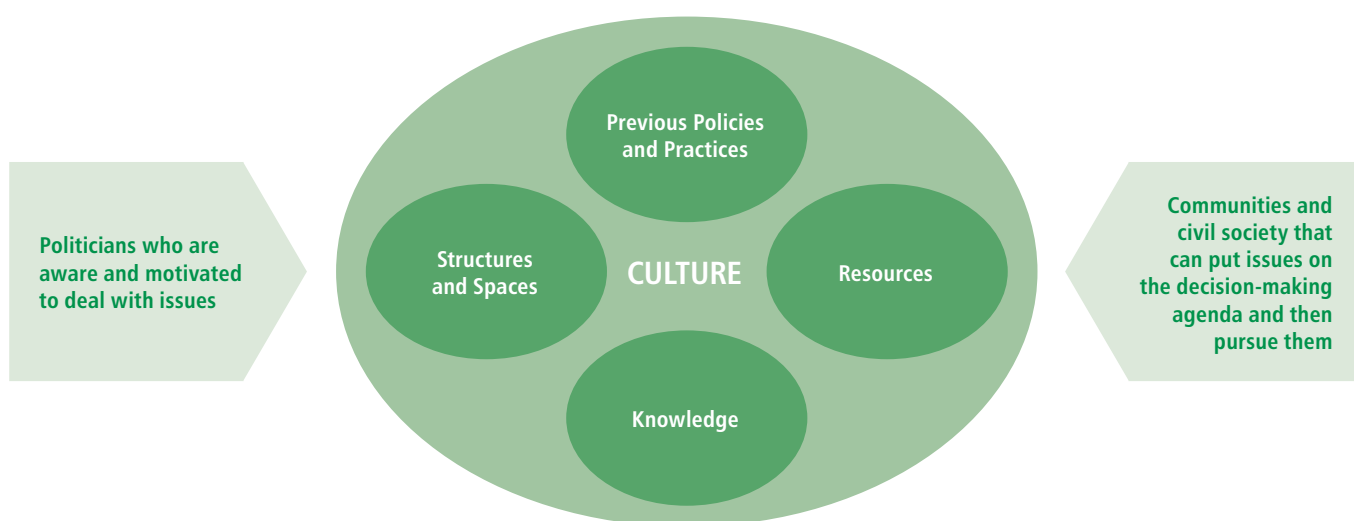 Previous Policies
and Practices
Politicians who are
aware and motivated
to deal with issues
Structures
and Spaces
CULTURE
Resources
Communities and
civil society that
can put issues on
the decision-making
agenda and then
pursue them
Knowledge